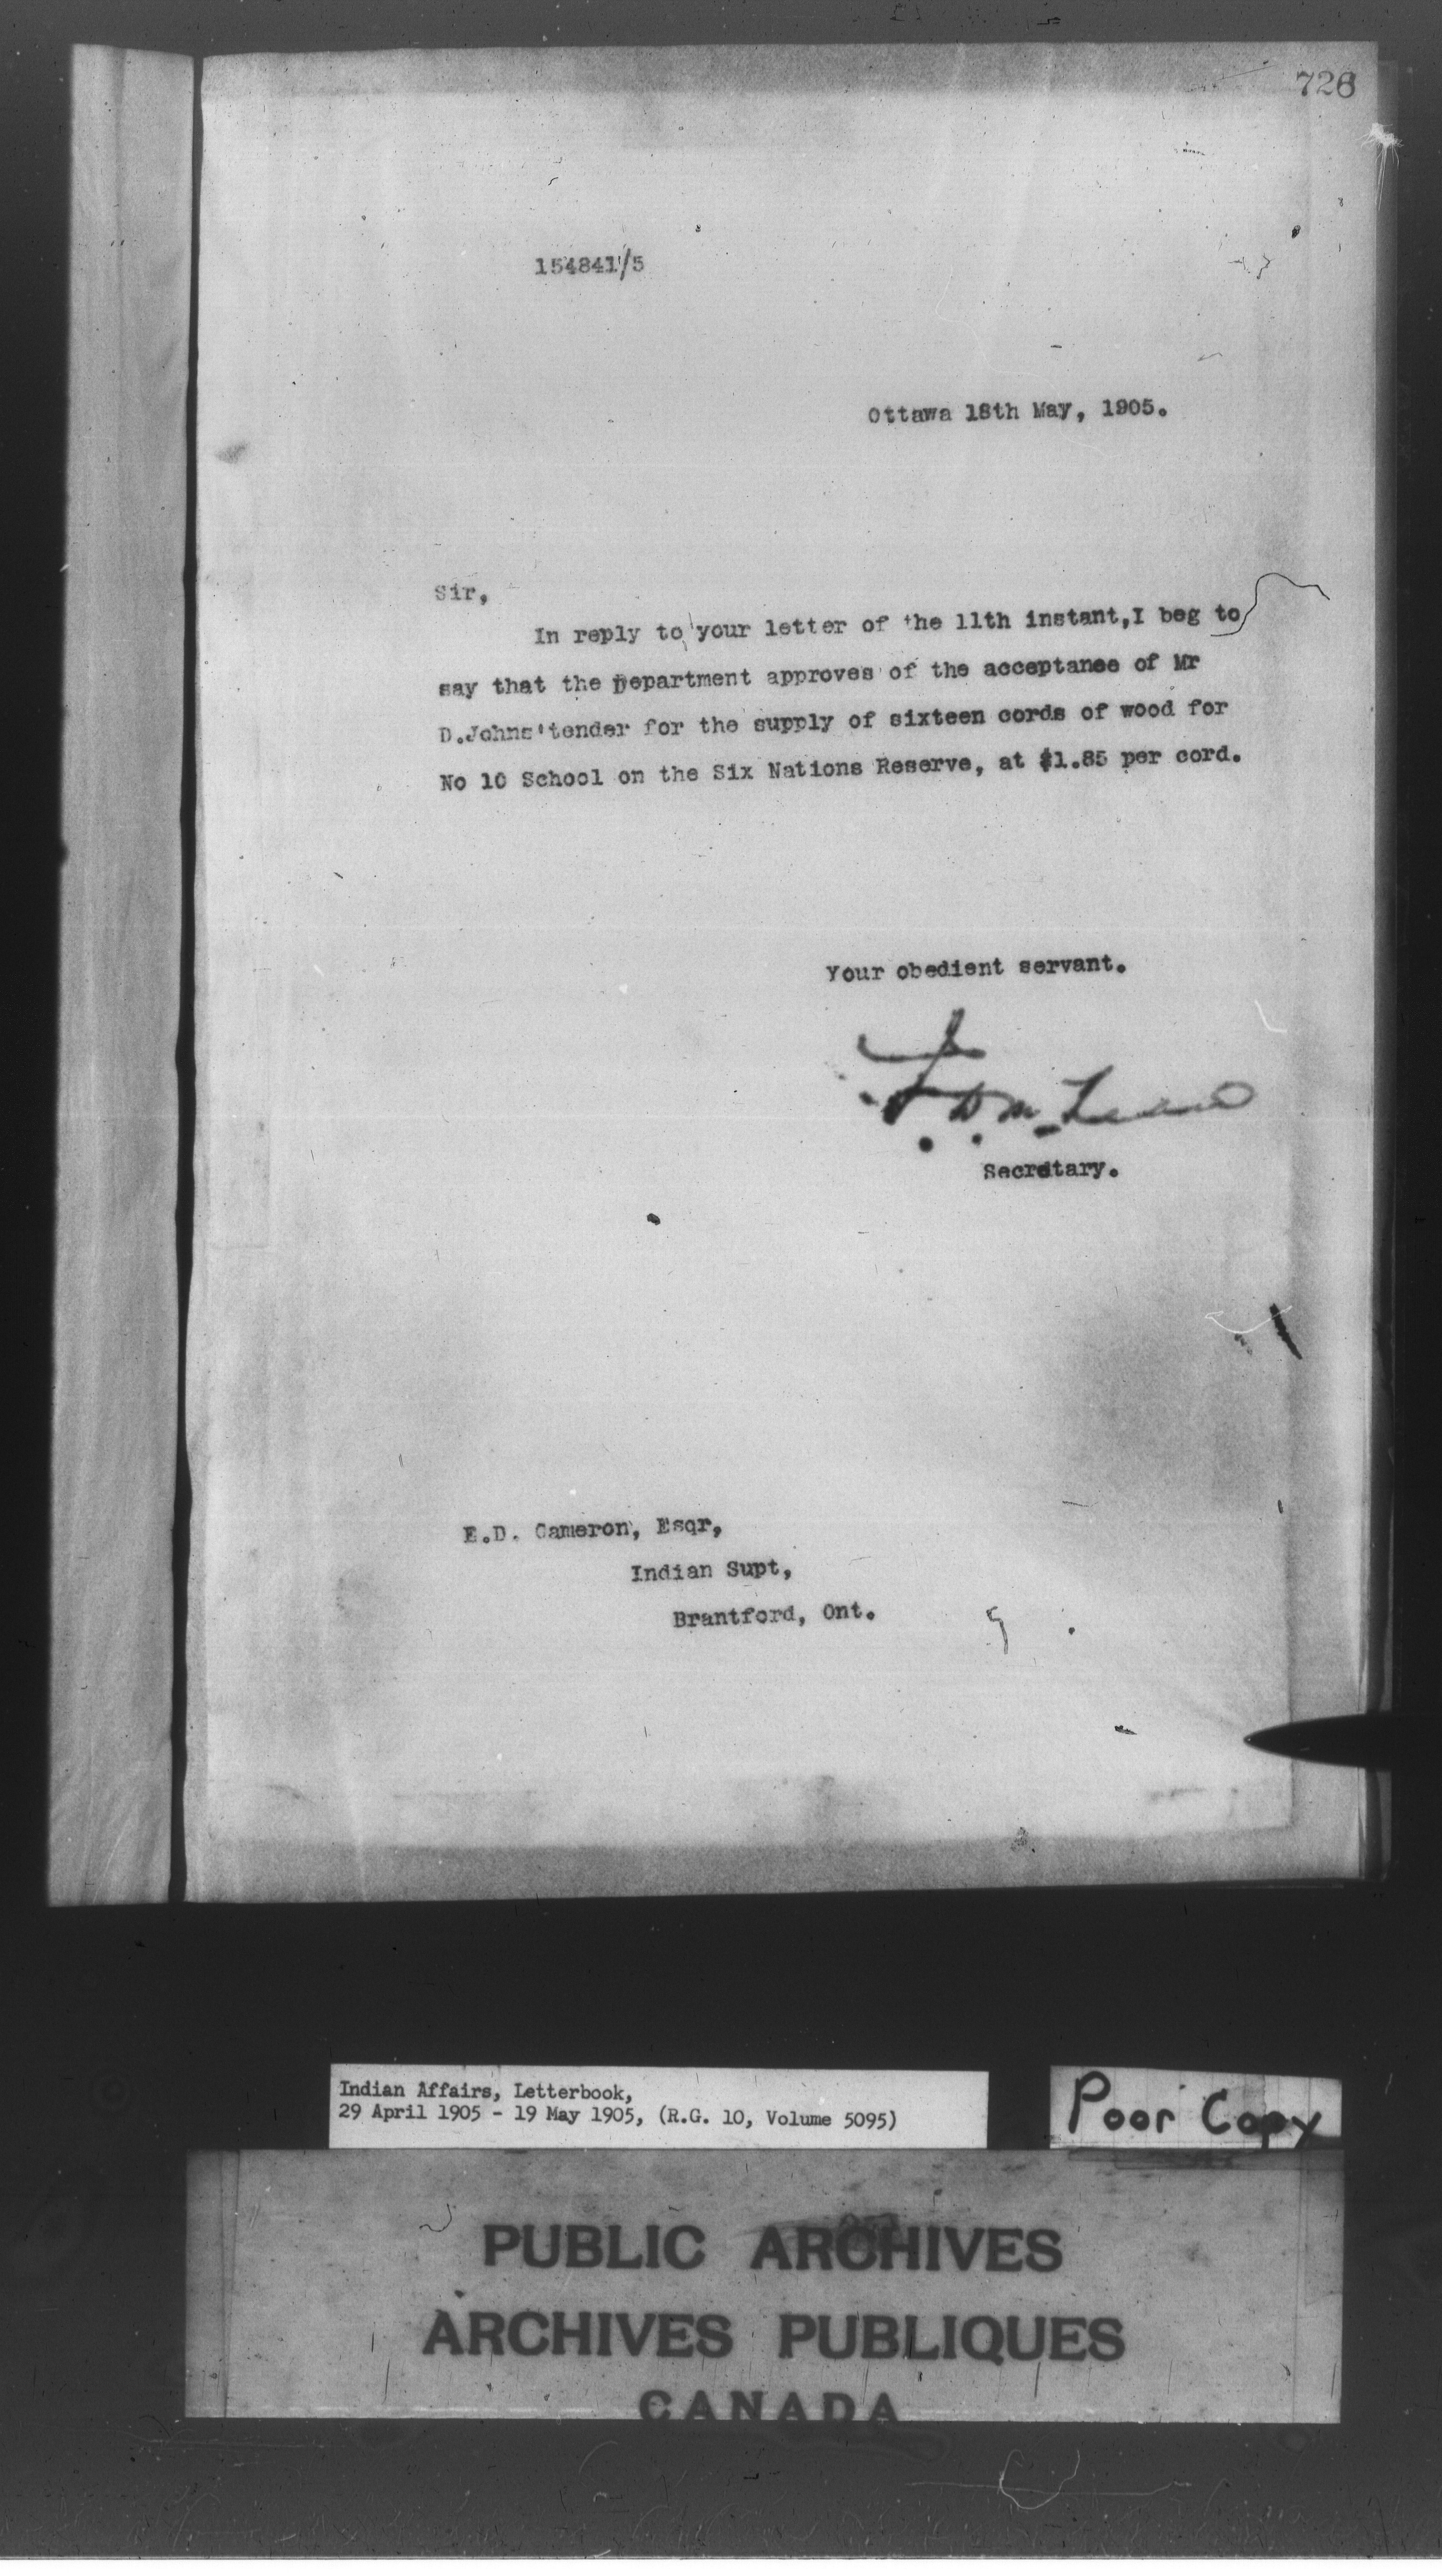 726
154841/5
Ottawa 18th May, 1905.
Sir,
In reply to your letter of the 11th instant,I beg to
say that the Department approves of the acceptance of Mr
D.Johns'tender for the supply of sixteen cords of wood for
No 10 School on the Six Nations Reserve, at $1.85 per cord.
Your obedient servant.
J.D.McLean
Secretary.
E.D. Cameron, Esqr,
Indian Supt,
Brantford, Ont.
Indian Affairs, Letterbook,
29 April 1905 - 19 May 1905, (R.G. 10, Volume 5095)
Poor Copy
PUBLIC ARCHIVES
ARCHIVES PUBLIQUES
CANADA